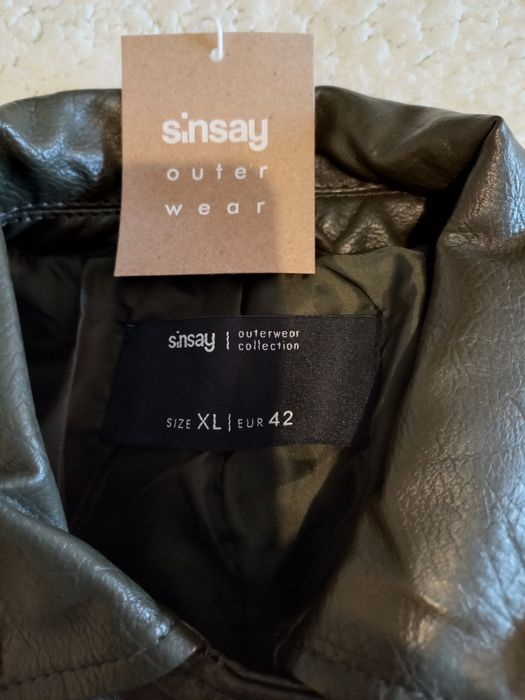 sinsay
outer
wear
sinsay | outerwear
collection
SIZE XL | EUR 42